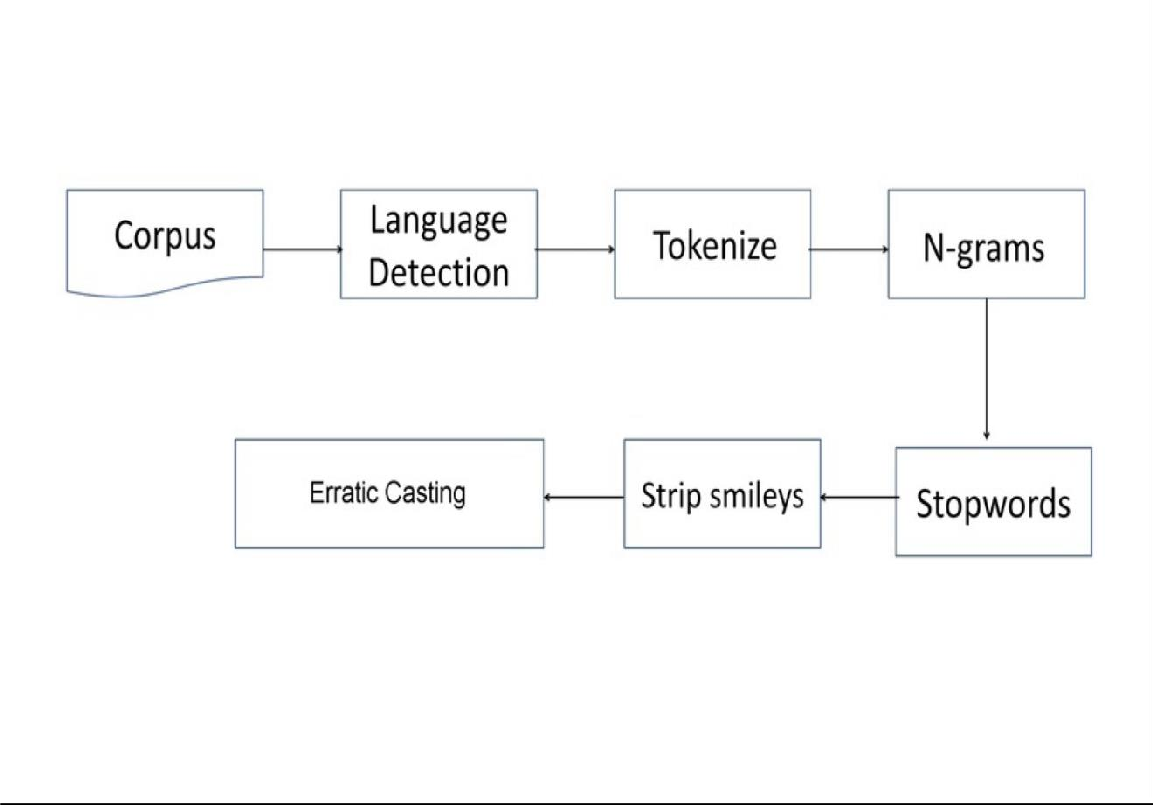 Corpus
Language
Detection
Tokenize
N-grams
Stopwords
Strip smileys
Erratic Casting